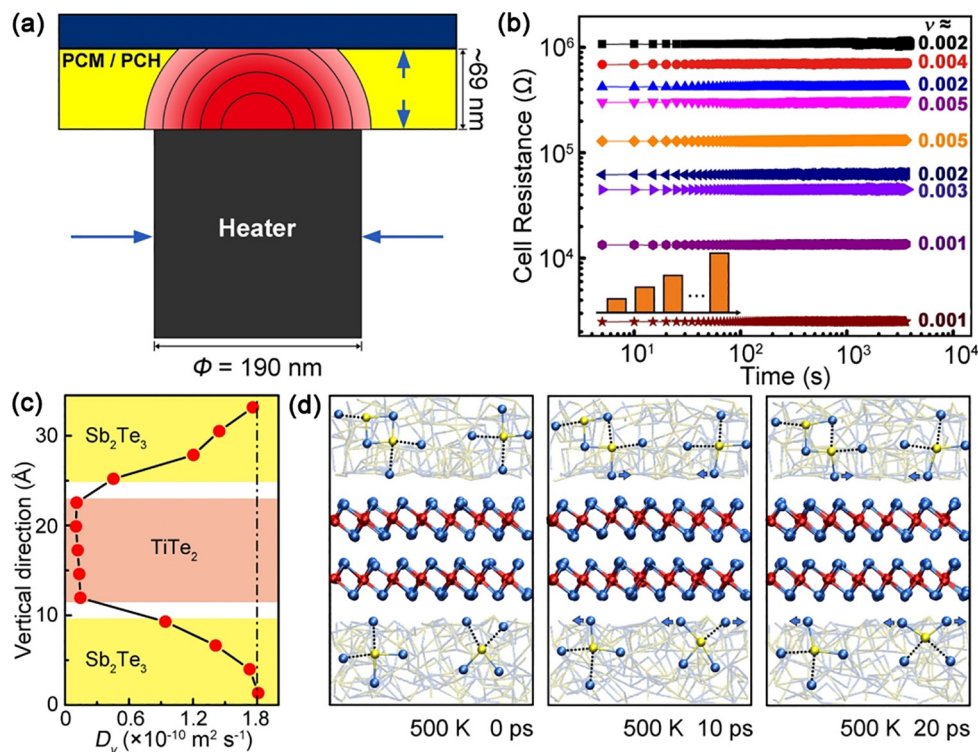 (a)
PCM / PCH
~69 nm
Heater
Φ = 190 nm
(b)
ν ≈
10⁶
10⁵
10⁴
Cell Resistance (Ω)
0.002
0.004
0.002
0.005
0.005
0.002
0.003
0.001
0.001
...
10¹ 10² 10³ 10⁴
Time (s)
(c)
Vertical direction (Å)
30
20
10
0
Sb₂Te₃
TiTe₂
Sb₂Te₃
0 0.6 1.2 1.8
Dᵥ (×10⁻¹⁰ m² s⁻¹)
(d)
500 K 0 ps
500 K 10 ps
500 K 20 ps